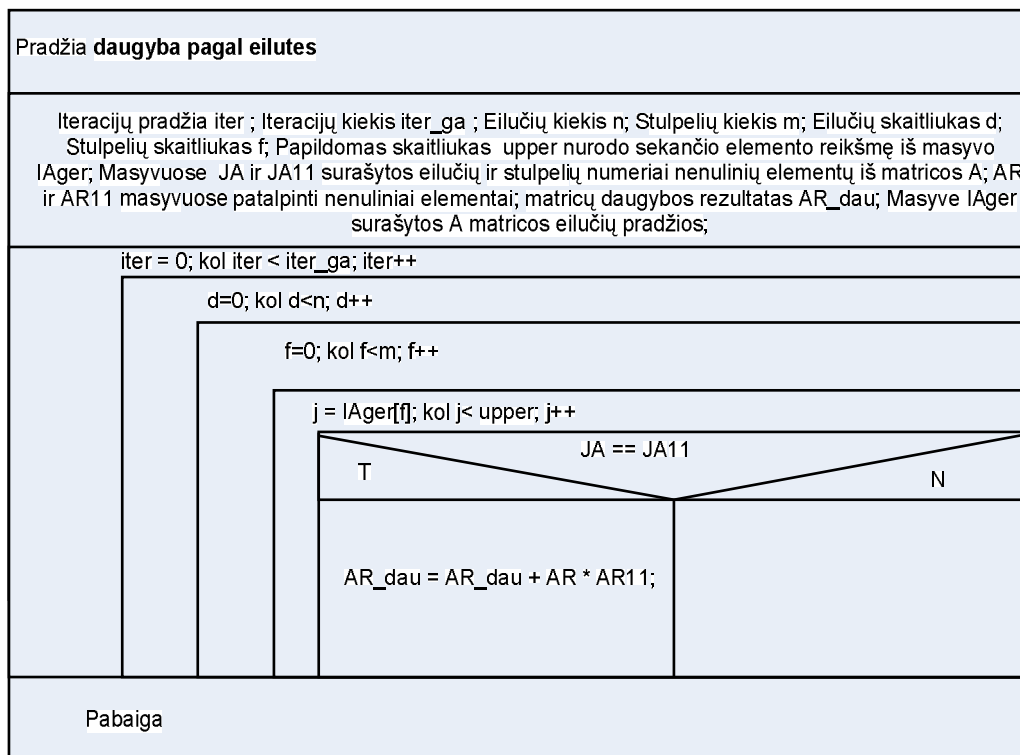 Pradžia daugyba pagal eilutes
Iteracijų pradžia iter ; Iteracijų kiekis iter_ga ; Eilučių kiekis n; Stulpelių kiekis m; Eilučių skaitliukas d;
Stulpelių skaitliukas f; Papildomas skaitliukas upper nurodo sekančio elemento reikšmę iš masyvo
IAger; Masyvuose JA ir JA11 surašytos eilučių ir stulpelių numeriai nenulinių elementų iš matricos A; AR
ir AR11 masyvuose patalpinti nenuliniai elementai; matricų daugybos rezultatas AR_dau; Masyve IAger
surašytos A matricos eilučių pradžios;
iter = 0; kol iter < iter_ga; iter++
d=0; kol d<n; d++
f=0; kol f<m; f++
j = IAger[f]; kol j< upper; j++
JA == JA11
T
N
AR_dau = AR_dau + AR * AR11;
Pabaiga